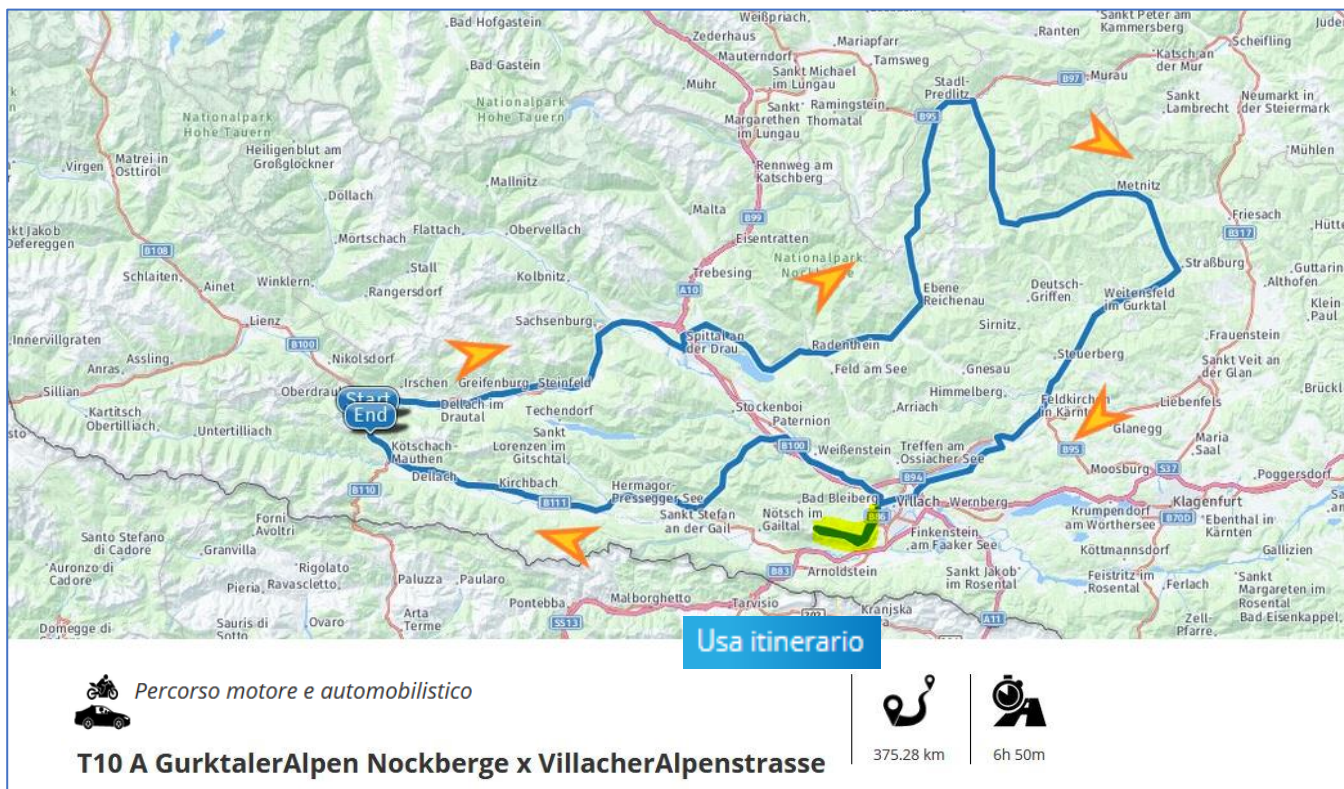 Bad Hofgastein
Weißpriach,
Zederhaus
Mauterndorf
Mariapfarr
Tamsweg
Ranten
Sankt Peter am
Kammersberg
Scheifling
Katsch an
der Mur
Bad Gastein
Muhr
Sankt Michael
im Lungau
Stadl-
Predlitz
B97
Murau
Nationalpark
Hohe Tauern
Sankt
Margarethen
im Lungau
Ramingstein
Thomatal
B95
Sankt
Lambrecht
Neumarkt in
der Steiermark
Nationalpark
Hohe Tauern
Heiligenblut am
Großglockner
Mühlen
Virgen
Matrei in
Osttirol
Rennweg am
Katschberg
Mallnitz
Metnitz
Döllach
Malta
B99
Friesach
B317
Hütte
Flattach
Obervellach
Mörtschach
Eisentratten
B108
Nationalpark
Stall
Kolbnitz
Trebesing
Straßburg
Guttarin
Althofen
Schlaiten
Ainet
Winklern
Rangersdorf
A10
Ebene
Reichenau
Deutsch-
Griffen
Weitensfeld
im Gurktal
Klein
Paul
Sachsenburg
Lienz
B100
Spittal an
der Drau
Sirnitz
Frauenstein
Innervillgraten
Radenthein
Steuerberg
Sankt Veit an
der Glan
Assling
Anras
Nikolsdorf
Feld am See
Gnesau
Sillian
Oberdrau
Irschen
Greifenburg
Steinfeld
Himmelberg
Brückl
Start
End
Dellach im
Drautal
Techendorf
Stockenboi
Paternion
Arriach
Feldkirchen
in Kärnten
Liebenfels
Kartitsch
Obertilliach
Untertilliach
Glanegg
Kötschach-
Mauthen
Sankt
Lorenzen im
Gitschtal
B100
Weißenstein
Treffen am
Ossiacher See
B95
Maria
Saal
Dellach
Kirchbach
Hermagor-
Pressegger See
B94
Moosburg
S37
Poggersdorf
B110
B111
Bad Bleiberg
Villach
Wernberg
Klagenfurt
Sankt Stefan
an der Gail
Nötsch im
Gailtal
B86
Krumpendorf
am Wörthersee
B70D
Ebenthal in
Kärnten
Forni
Avoltri
Finkenstein
am Faaker See
Santo Stefano
di Cadore
Granvilla
Köttmannsdorf
Gallizien
Auronzo di
Cadore
Rigolato
Pieria
Ravascletto
Paluzza
Paularo
B83
Arnoldstein
Sankt Jakob
im Rosental
Feistritz im
Rosental
Ferlach
Sankt
Margareten im
Rosental
Pontebba
Malborghetto
Tarvisio
Kranjska
A11
Bad Eisenkappel
Domegge di
Sauris di
Sotto
Ovaro
Arta
Terme
SS13
Zell-
Pfarre
Usa itinerario
Percorso motore e automobilistico
T10 A GurktalerAlpen Nockberge x VillacherAlpenstrasse
375.28 km
6h 50m